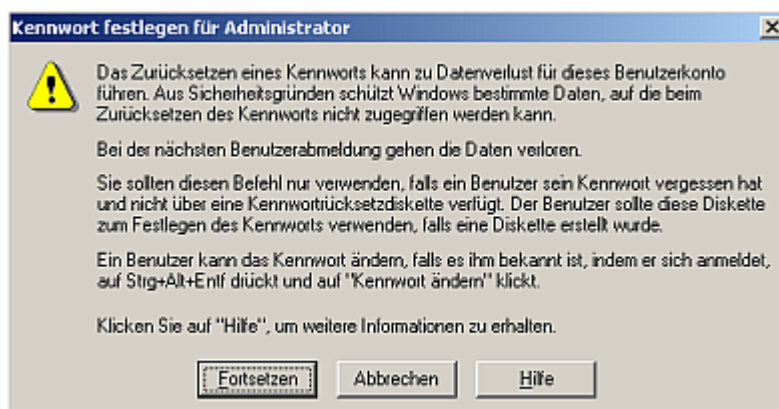 Kennwort festlegen für Administrator
Das Zurücksetzen eines Kennworts kann zu Datenverlust für dieses Benutzerkonto
führen. Aus Sicherheitsgründen schützt Windows bestimmte Daten, auf die beim
Zurücksetzen des Kennworts nicht zugegriffen werden kann.
Bei der nächsten Benutzerabmeldung gehen die Daten verloren.
Sie sollten diesen Befehl nur verwenden, falls ein Benutzer sein Kennwort vergessen hat
und nicht über eine Kennwortrücksetzdiskette verfügt. Der Benutzer sollte diese Diskette
zum Festlegen des Kennworts verwenden, falls eine Diskette erstellt wurde.
Ein Benutzer kann das Kennwort ändern, falls es ihm bekannt ist, indem er sich anmeldet,
auf Strg+Alt+Entf drückt und auf "Kennwort ändern" klickt.
Klicken Sie auf "Hilfe", um weitere Informationen zu erhalten.
Fortsetzen Abbrechen Hilfe